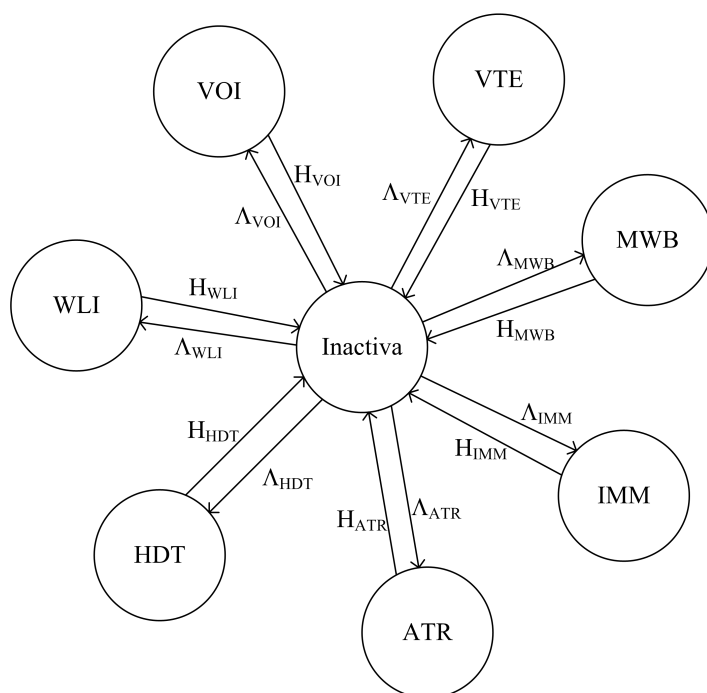 VOI
VTE
H_VOI
Λ_VTE
H_VTE
Λ_VOI
MWB
Λ_MWB
WLI
H_WLI
H_MWB
Λ_WLI
Inactiva
Λ_IMM
H_HDT
H_IMM
Λ_HDT
IMM
H_ATR
Λ_ATR
HDT
ATR